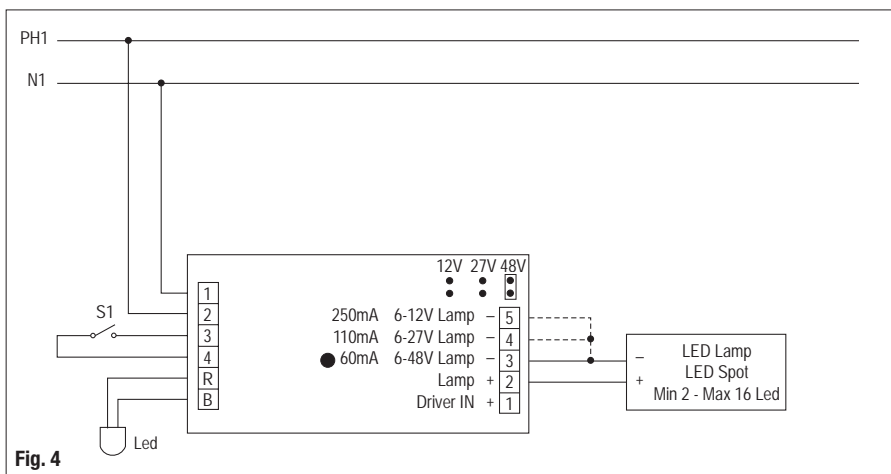 PH1
N1
12V 27V 48V
S1
1
2
3
4
R
B
250mA 6-12V Lamp – 5
110mA 6-27V Lamp – 4
60mA 6-48V Lamp – 3
Lamp + 2
Driver IN + 1
– LED Lamp
LED Spot
+ Min 2 - Max 16 Led
Led
Fig. 4